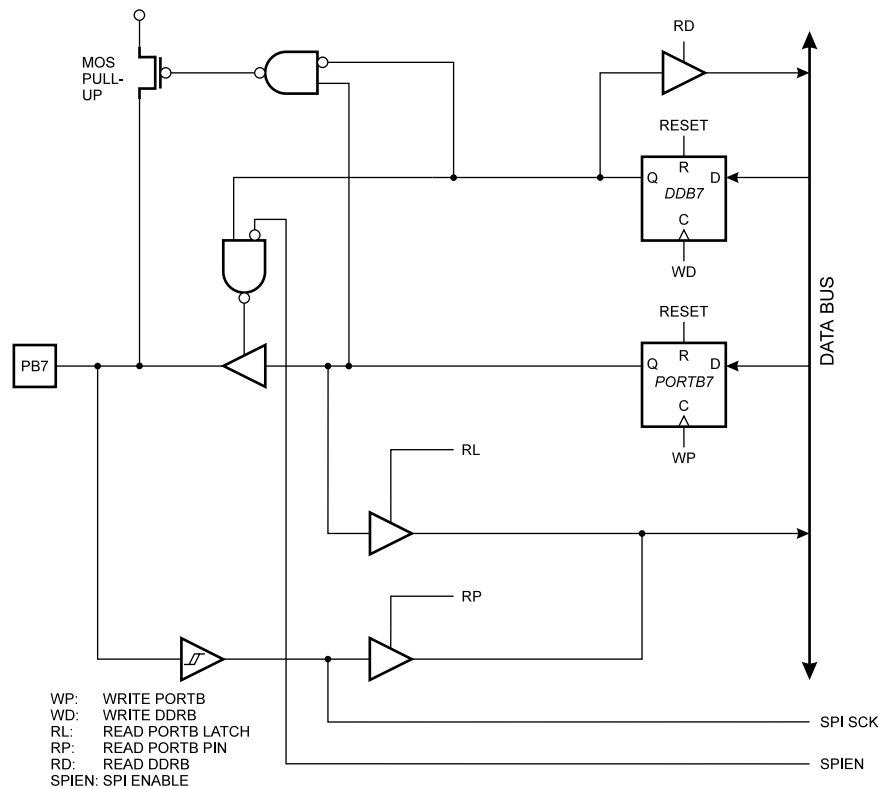 RD
MOS
PULL-
UP
RESET
R
Q
D
DDB7
C
WD
DATA BUS
RESET
PB7
R
Q
D
PORTB7
C
WP
RL
RP
WP: WRITE PORTB
WD: WRITE DDRB
RL: READ PORTB LATCH
RP: READ PORTB PIN
RD: READ DDRB
SPIEN: SPI ENABLE
SPI SCK
SPIEN